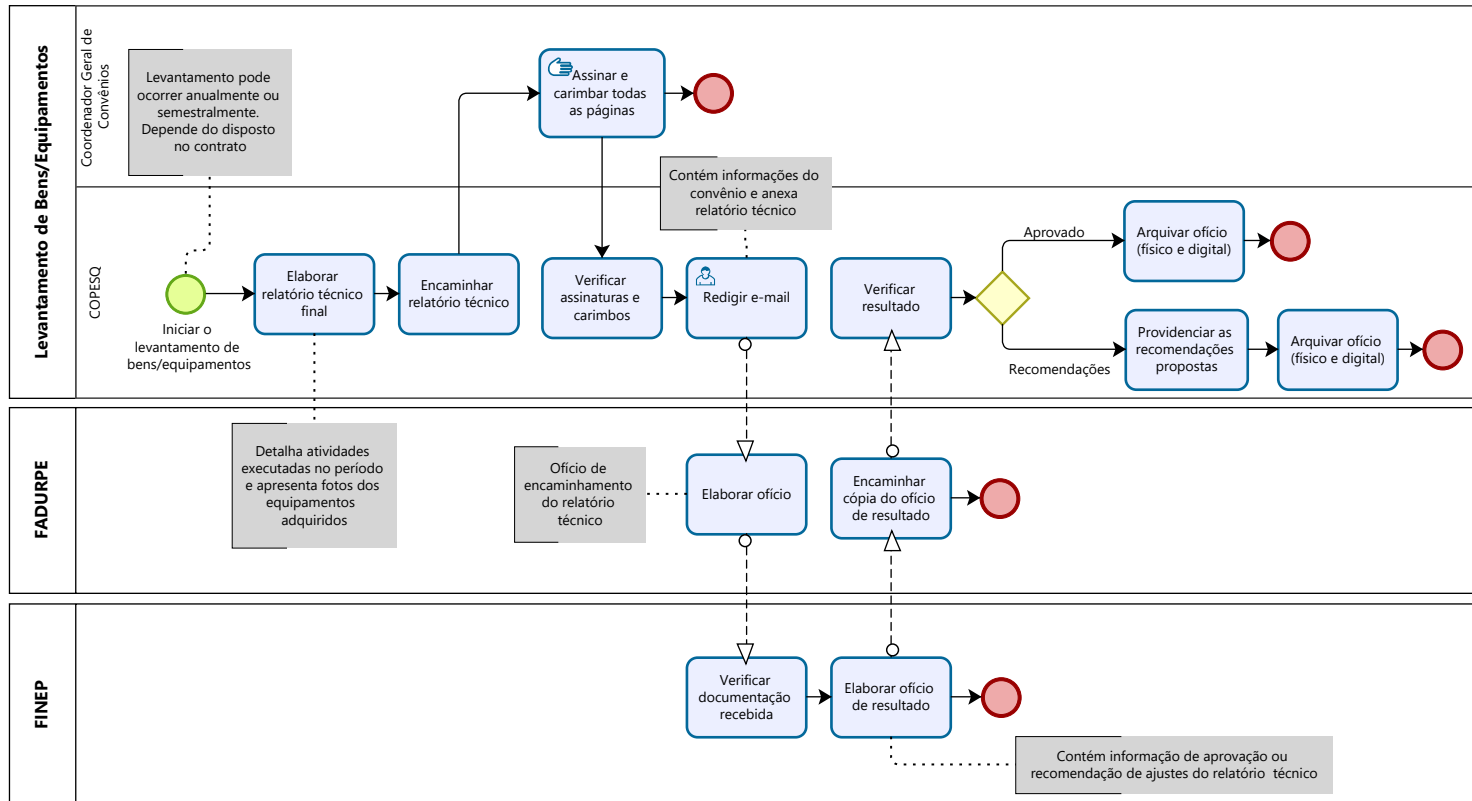 Levantamento de Bens/Equipamentos
Coordenador Geral de
Convênios
Levantamento pode
ocorrer anualmente ou
semestralmente.
Depende do disposto
no contrato
Assinar e
carimbar todas
as páginas
COPESQ
Iniciar o
levantamento de
bens/equipamentos
Elaborar
relatório técnico
final
Encaminhar
relatório técnico
Verificar
assinaturas e
carimbos
Contém informações do
convênio e anexa
relatório técnico
Redigir e-mail
Verificar
resultado
Aprovado
Arquivar ofício
(físico e digital)
Recomendações
Providenciar as
recomendações
propostas
Arquivar ofício
(físico e digital)
FADURPE
Detalha atividades
executadas no período
e apresenta fotos dos
equipamentos
adquiridos
Ofício de
encaminhamento
do relatório
técnico
Elaborar ofício
Encaminhar
cópia do ofício
de resultado
FINEP
Verificar
documentação
recebida
Elaborar ofício
de resultado
Contém informação de aprovação ou
recomendação de ajustes do relatório técnico